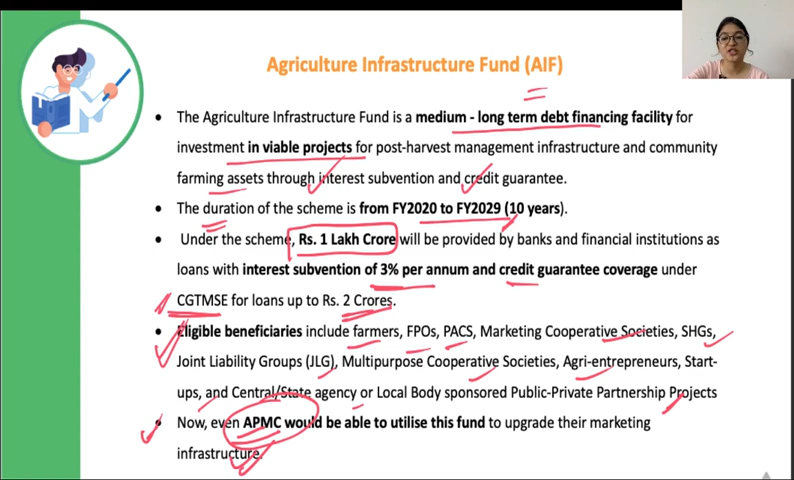 Agriculture Infrastructure Fund (AIF)
• The Agriculture Infrastructure Fund is a medium - long term debt financing facility for
investment in viable projects for post-harvest management infrastructure and community
farming assets through interest subvention and credit guarantee.
• The duration of the scheme is from FY2020 to FY2029 (10 years).
• Under the scheme, Rs. 1 Lakh Crore will be provided by banks and financial institutions as
loans with interest subvention of 3% per annum and credit guarantee coverage under
CGTMSE for loans up to Rs. 2 Crores.
• Eligible beneficiaries include farmers, FPOs, PACS, Marketing Cooperative Societies, SHGs,
Joint Liability Groups (JLG), Multipurpose Cooperative Societies, Agri-entrepreneurs, Start-
ups, and Central/State agency or Local Body sponsored Public-Private Partnership Projects
• Now, even APMC would be able to utilise this fund to upgrade their marketing
infrastructure.